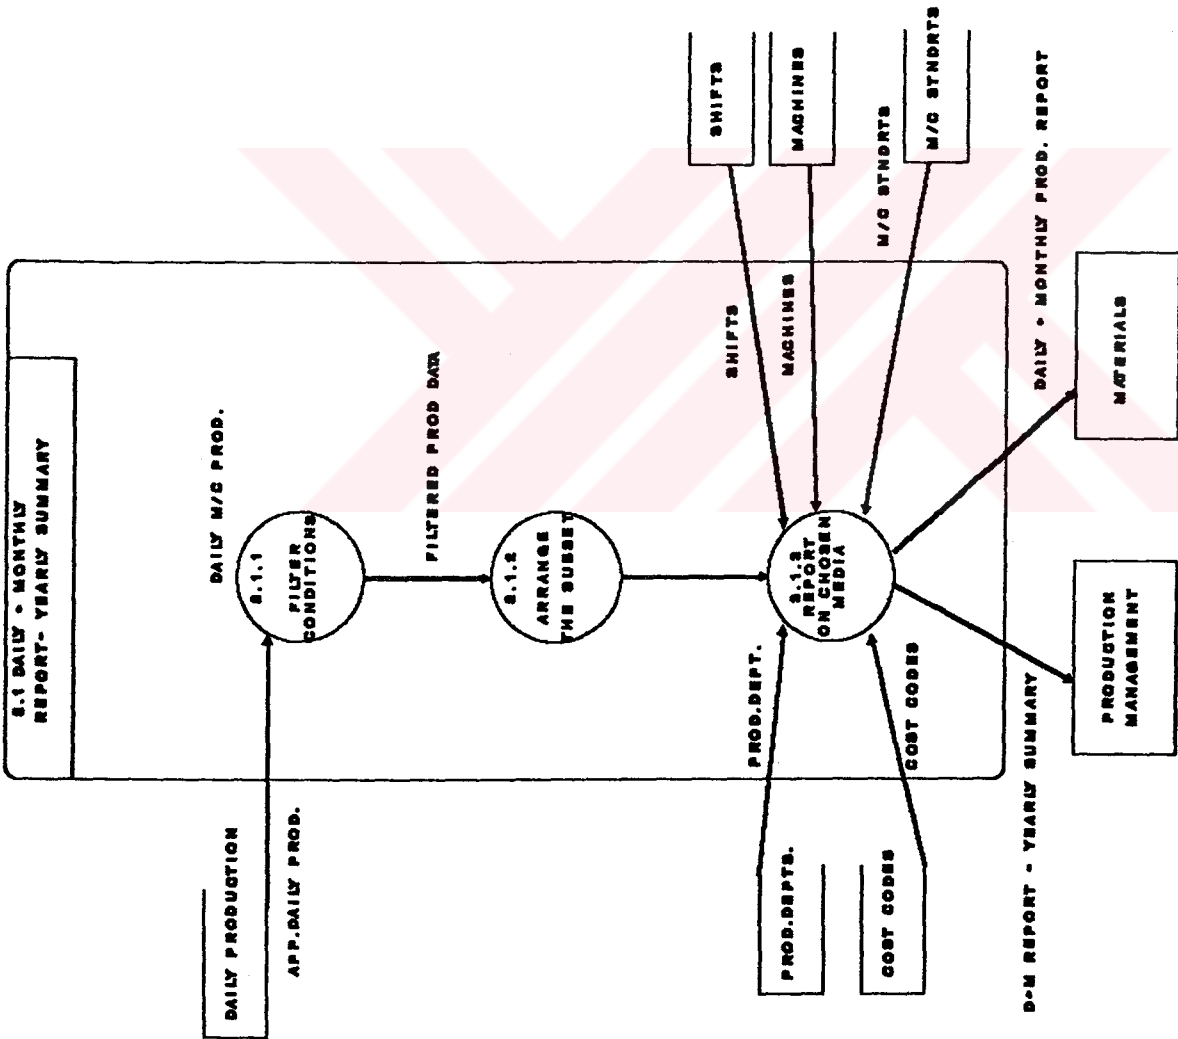 8.1 DAILY + MONTHLY
REPORT- YEARLY SUMMARY
DAILY PRODUCTION
APP.DAILY PROD.
DAILY M/C PROD.
8.1.1
FILTER
CONDITIONS
FILTERED PROD DATA
8.1.2
ARRANGE
THE SUBSET
8.1.3
REPORT
ON CHOSEN
MEDIA
SHIFTS
SHIFTS
MACHINES
MACHINES
M/C STNDRTS
M/C STNDRTS
PROD.DEPTS.
PROD.DEPT.
COST CODES
COST CODES
D+M REPORT - YEARLY SUMMARY
PRODUCTION
MANAGEMENT
DAILY + MONTHLY PROD. REPORT
MATERIALS